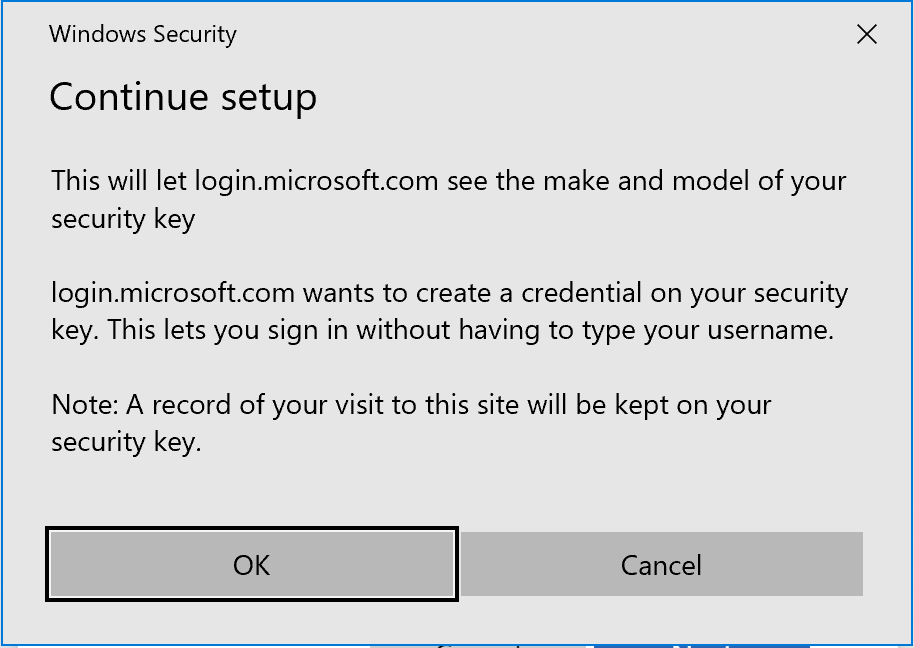 Windows Security
Continue setup
This will let login.microsoft.com see the make and model of your
security key
login.microsoft.com wants to create a credential on your security
key. This lets you sign in without having to type your username.
Note: A record of your visit to this site will be kept on your
security key.
OK
Cancel